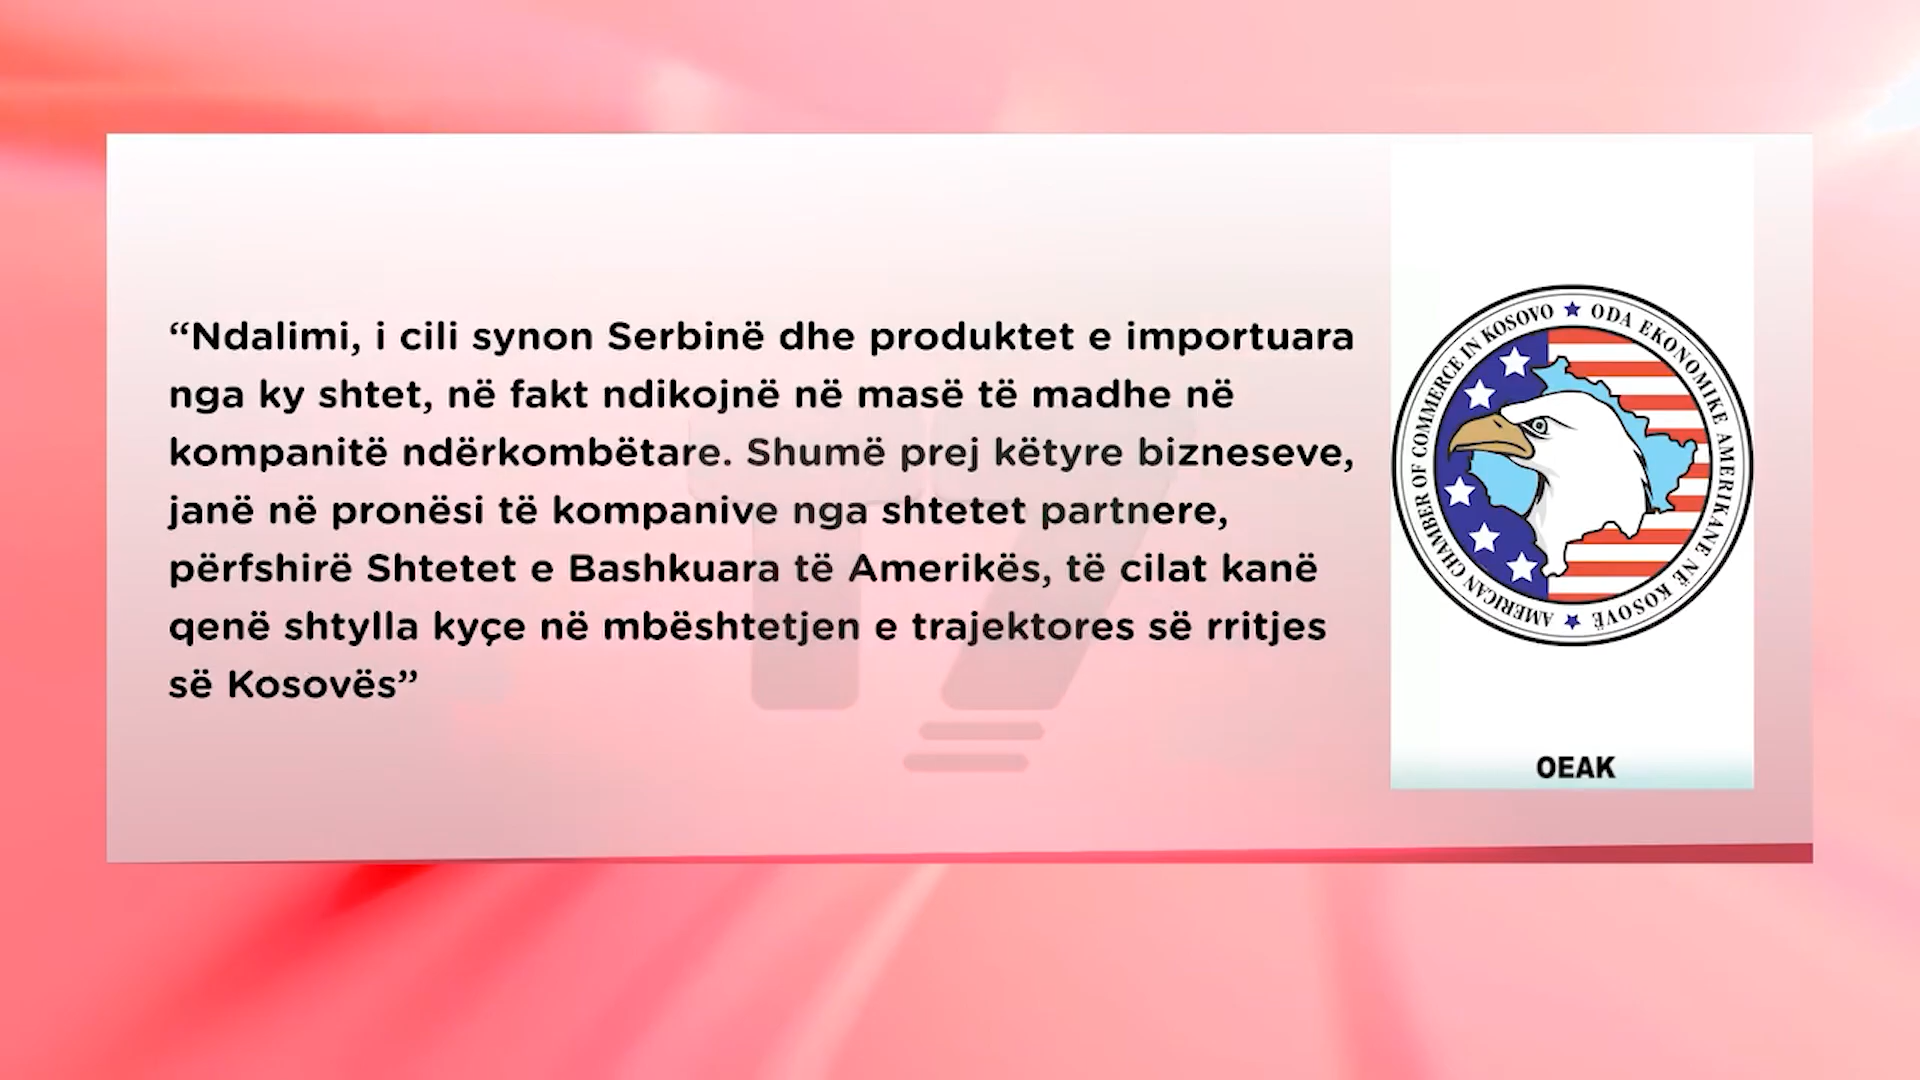 “Ndalimi, i cili synon Serbinë dhe produktet e importuara
nga ky shtet, në fakt ndikojnë në masë të madhe në
kompanitë ndërkombëtare. Shumë prej këtyre bizneseve,
janë në pronësi të kompanive nga shtetet partnere,
përfshirë Shtetet e Bashkuara të Amerikës, të cilat kanë
qenë shtylla kyçe në mbështetjen e trajektores së rritjes
së Kosovës”
AMERICAN CHAMBER OF COMMERCE IN KOSOVO ★ ODA EKONOMIKE AMERIKANE NË KOSOVË ★
OEAK
T7